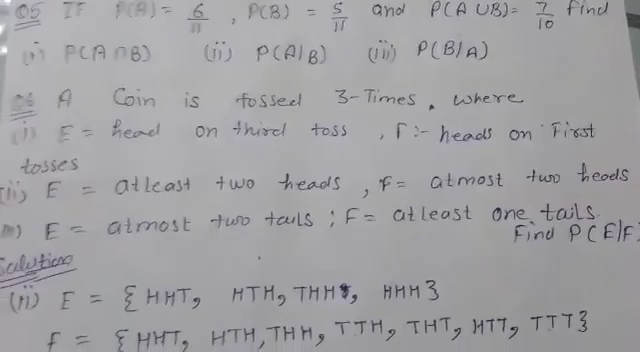 Q5 IF P(A) = 6/11, P(B) = 5/11 and P(A ∪ B) = 7/10 find
(i) P(A ∩ B) (ii) P(A|B) (iii) P(B/A)
Q6 A Coin is tossed 3-Times, where
(i) E = head on third toss, F :- heads on First
tosses
(ii) E = atleast two heads, F = atmost two heads
E = atmost two tails ; F = atleast one tails.
Find P(E|F)
Solution
(ii) E = {HHT, HTH, THH, HHH}
F = {HHT, HTH, THH, TTH, THT, HTT, TTT}